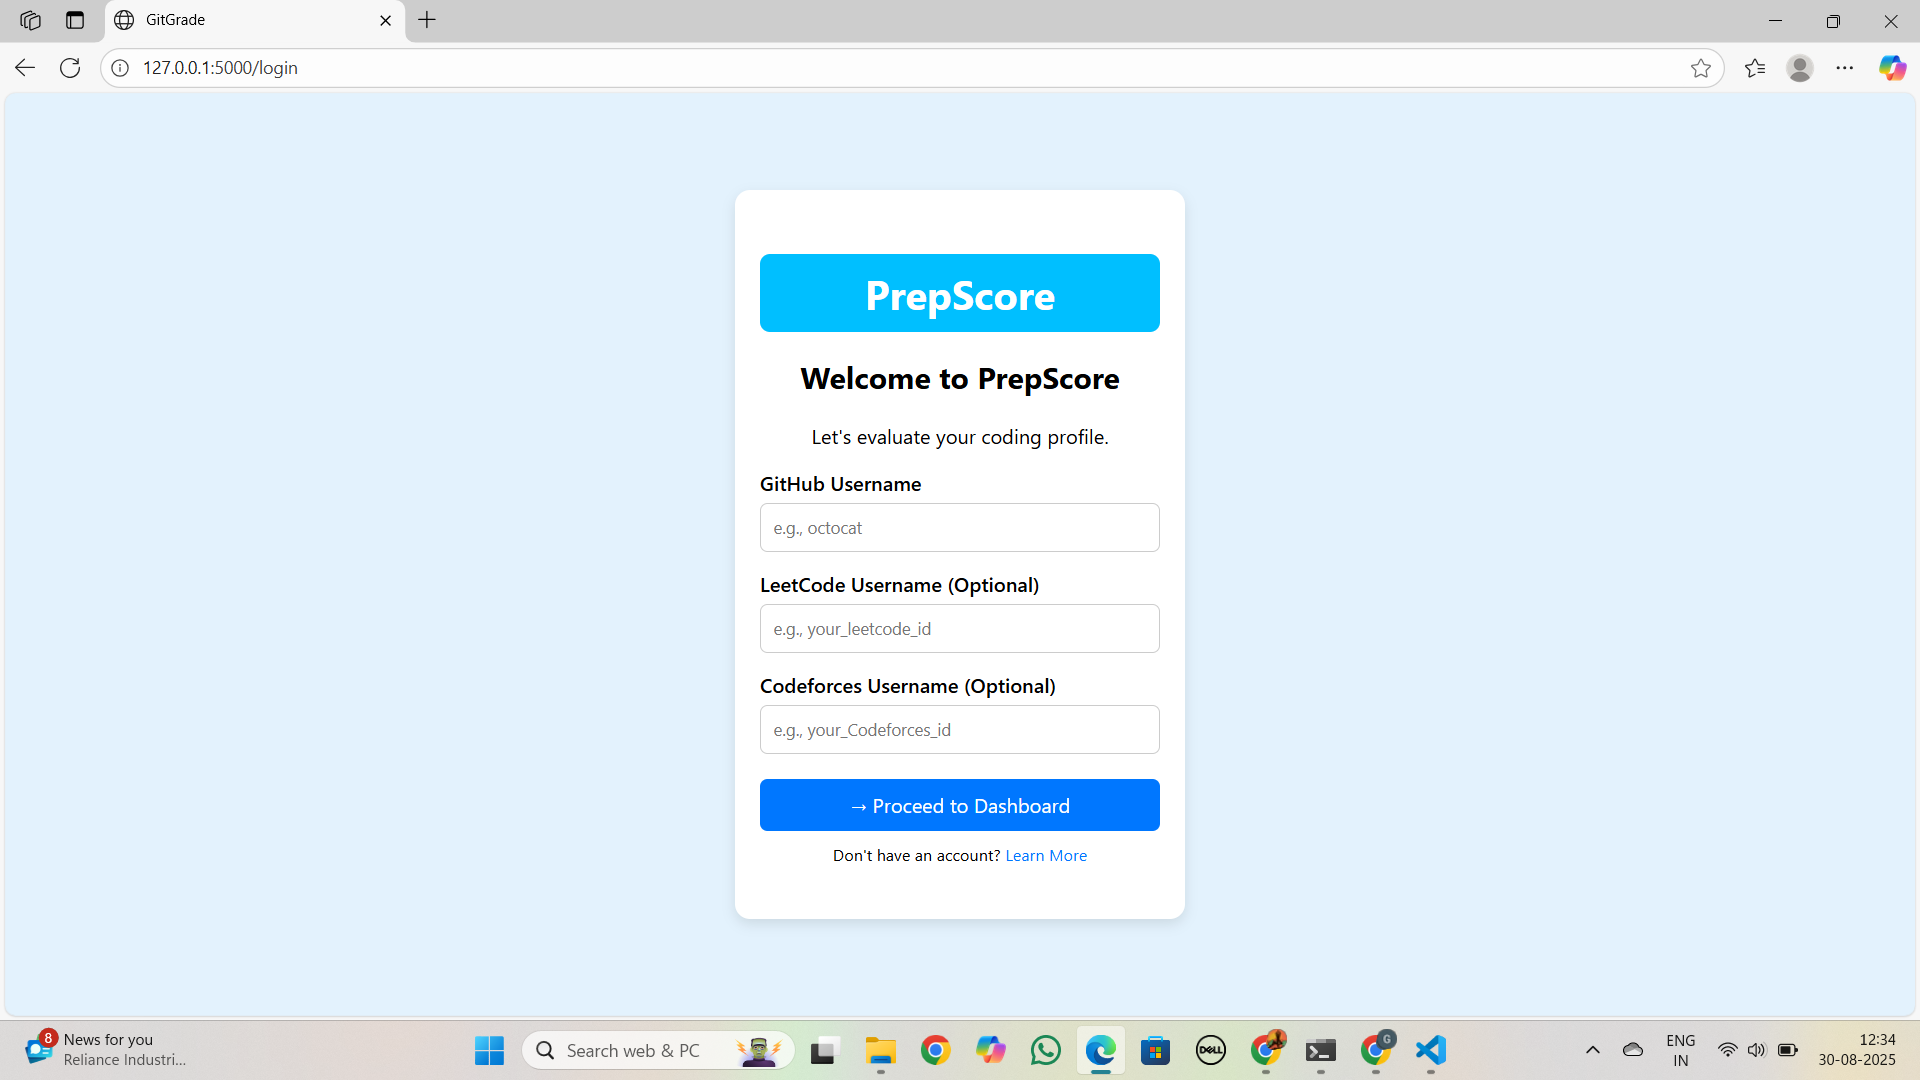 GitGrade
127.0.0.1:5000/login
PrepScore
Welcome to PrepScore
Let's evaluate your coding profile.
GitHub Username
e.g., octocat
LeetCode Username (Optional)
e.g., your_leetcode_id
Codeforces Username (Optional)
e.g., your_Codeforces_id
→ Proceed to Dashboard
Don't have an account? Learn More
8
News for you
Reliance Industri...
Search web & PC
DELL
G
ENG
IN
12:34
30-08-2025